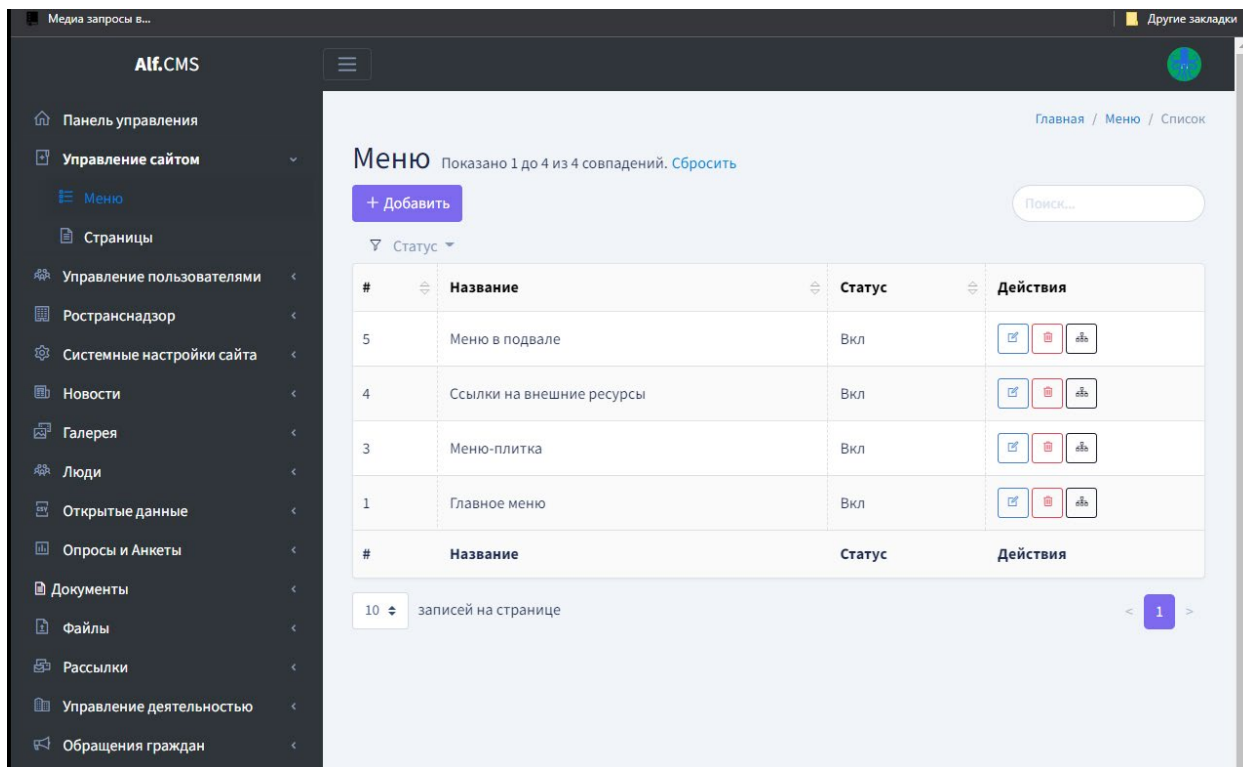 Медиа запросы в...
Другие закладки
Alf.CMS
Панель управления
Управление сайтом
Меню
Страницы
Управление пользователями
Ространснадзор
Системные настройки сайта
Новости
Галерея
Люди
Открытые данные
Опросы и Анкеты
Документы
Файлы
Рассылки
Управление деятельностью
Обращения граждан
Главная / Меню / Список
Меню Показано 1 до 4 из 4 совпадений. Сбросить
+ Добавить
Поиск...
Статус
# Название Статус Действия
5 Меню в подвале Вкл
4 Ссылки на внешние ресурсы Вкл
3 Меню-плитка Вкл
1 Главное меню Вкл
# Название Статус Действия
10 записей на странице
< 1 >